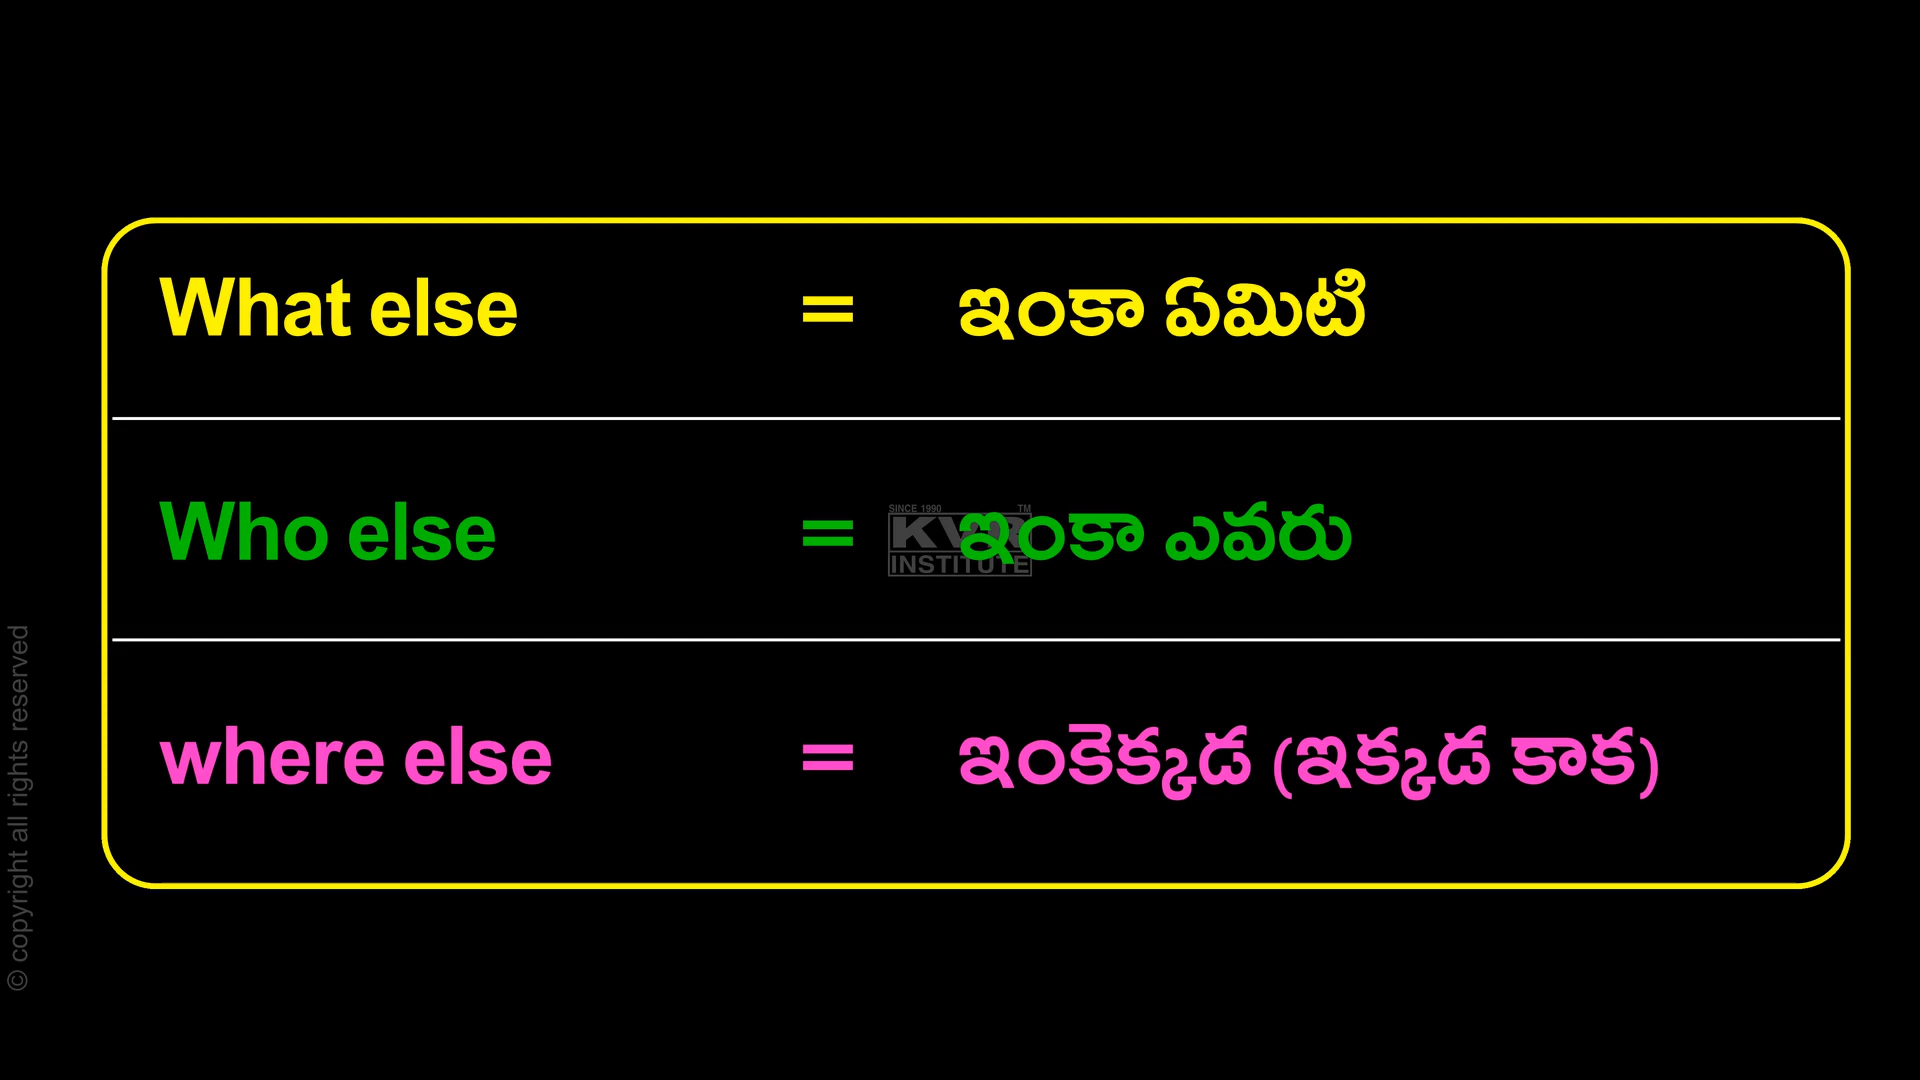 What else = ఇంకా ఏమిటి
Who else = ఇంకా ఎవరు
where else = ఇంకెక్కడ (ఇక్కడ కాక)
SINCE 1990 TM
KVR
INSTITUTE
© copyright all rights reserved